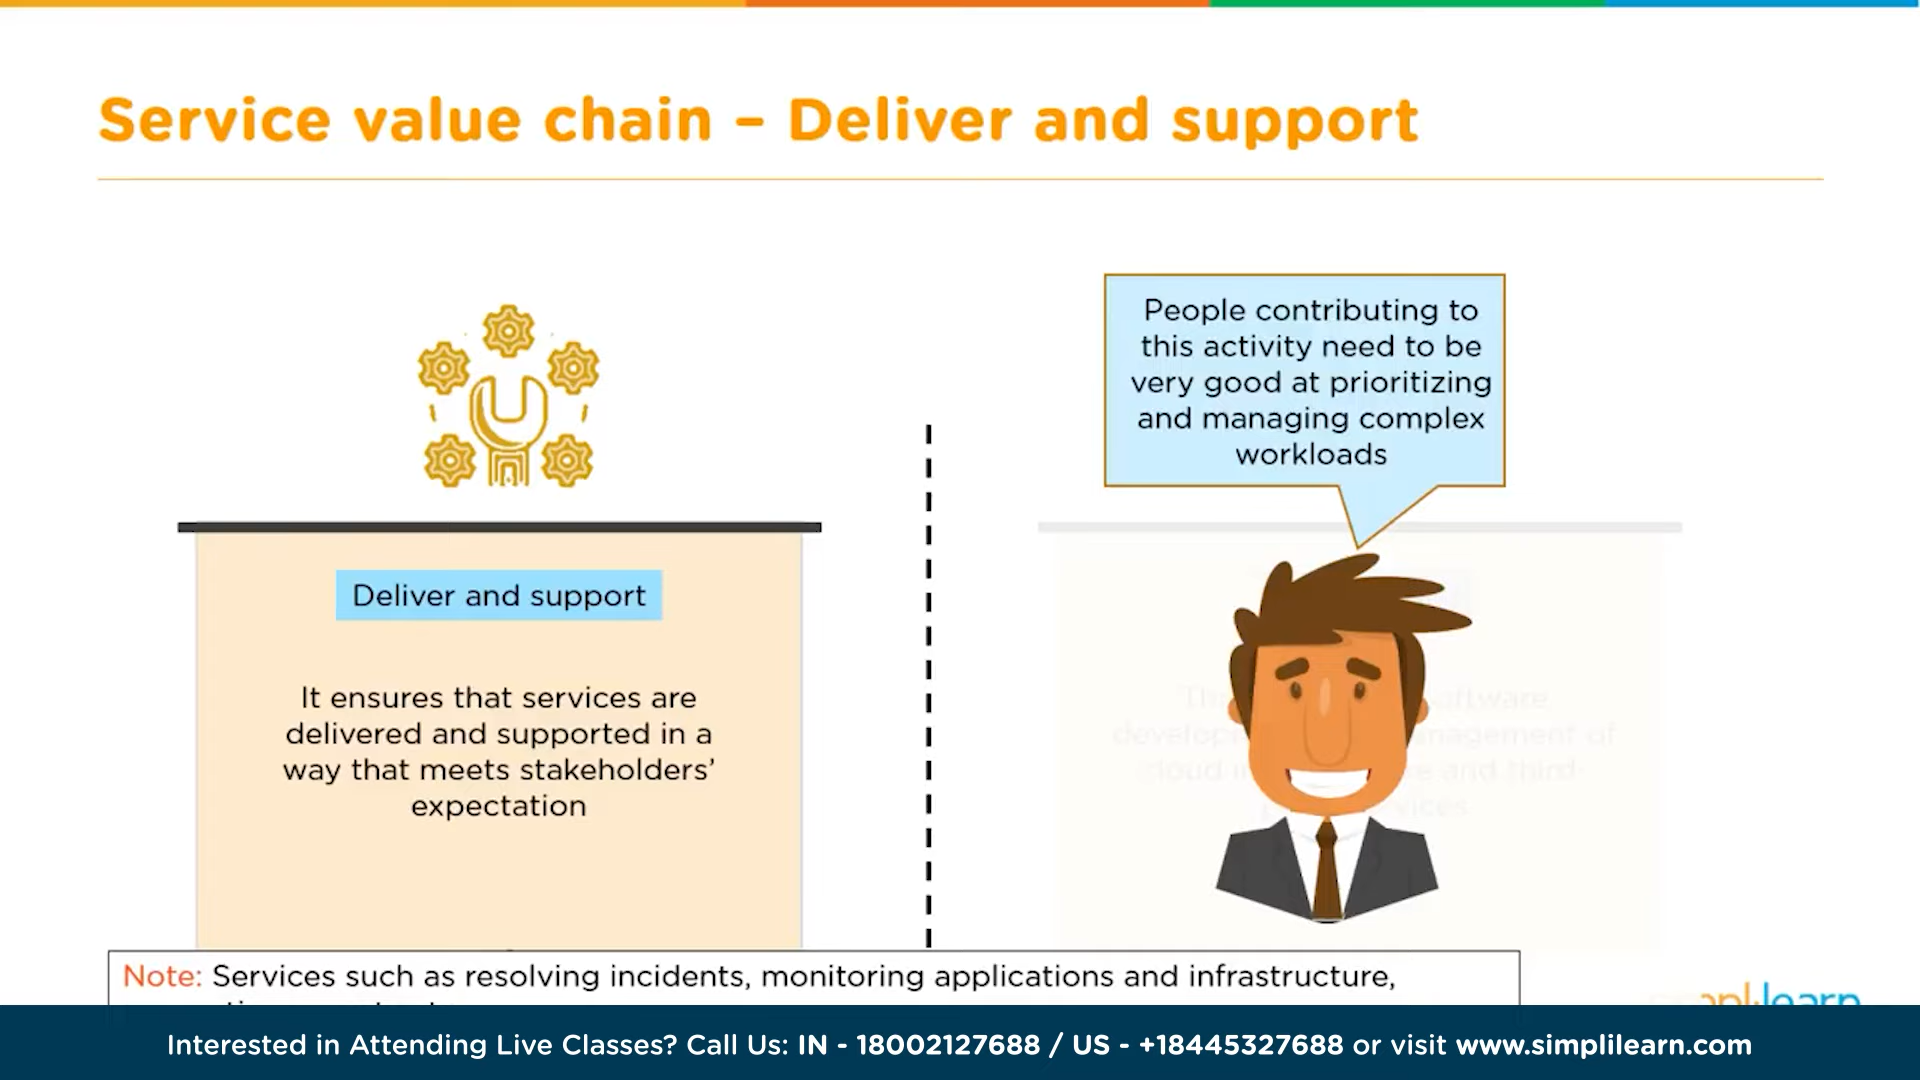 Service value chain – Deliver and support
People contributing to
this activity need to be
very good at prioritizing
and managing complex
workloads
Deliver and support
It ensures that services are
delivered and supported in a
way that meets stakeholders’
expectation
Note: Services such as resolving incidents, monitoring applications and infrastructure,
Interested in Attending Live Classes? Call Us: IN - 18002127688 / US - +18445327688 or visit www.simplilearn.com